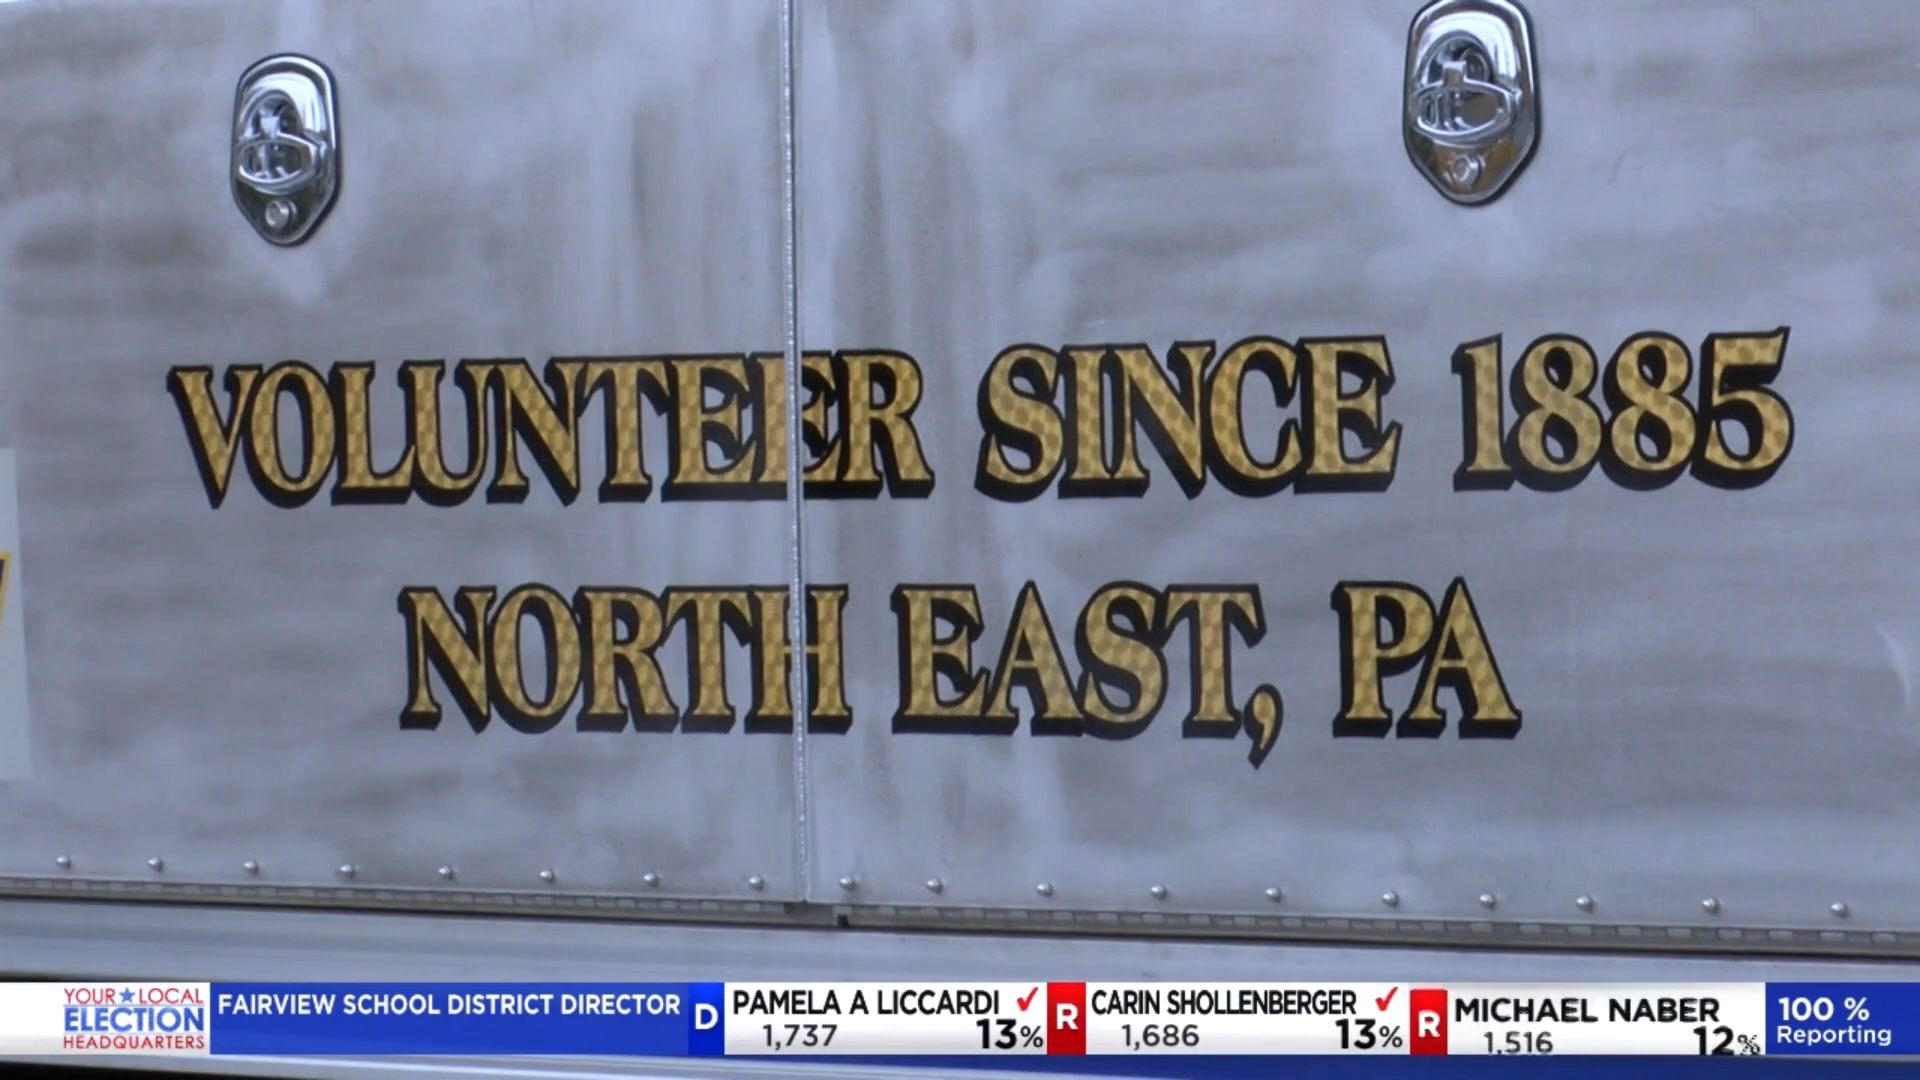 VOLUNTEER SINCE 1885
NORTH EAST, PA
YOUR LOCAL
ELECTION
HEADQUARTERS
FAIRVIEW SCHOOL DISTRICT DIRECTOR
D
PAMELA A LICCARDI ✓
1,737 13%
R
CARIN SHOLLENBERGER ✓
1,686 13%
R
MICHAEL NABER
1,516 12%
100 %
Reporting